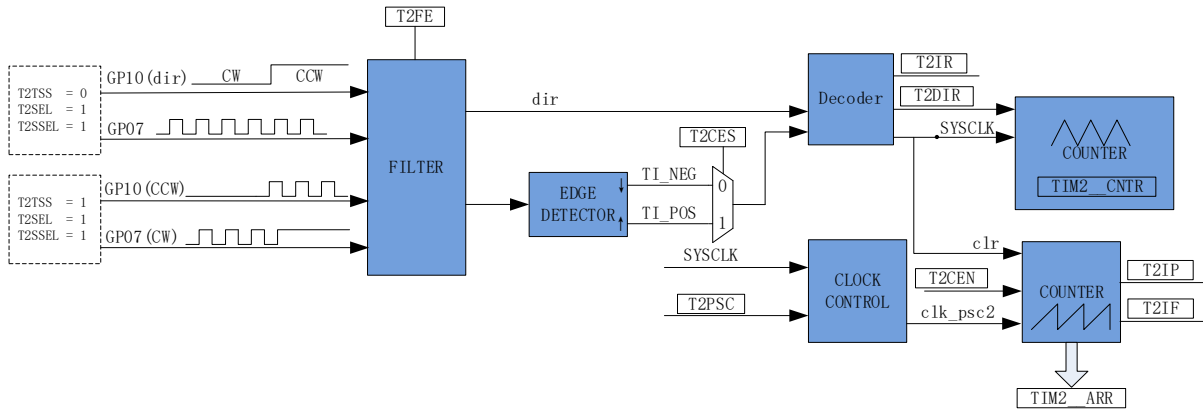 T2FE
T2TSS = 0
T2SEL = 1
T2SSEL = 1
GP10(dir)
CW
CCW
GP07
T2TSS = 1
T2SEL = 1
T2SSEL = 1
GP10(CCW)
GP07(CW)
FILTER
dir
EDGE
DETECTOR
TI_NEG
TI_POS
T2CES
0
1
Decoder
T2IR
T2DIR
SYSCLK
COUNTER
TIM2__CNTR
SYSCLK
T2PSC
CLOCK
CONTROL
clr
T2CEN
clk_psc2
COUNTER
T2IP
T2IF
TIM2__ARR